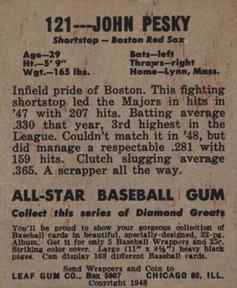 121---JOHN PESKY
Shortstop - Boston Red Sox
Age-29 Bats-left
Ht.-5' 9" Throws-right
Wgt.-165 lbs. Home-Lynn, Mass.
Infield pride of Boston. This fighting
shortstop led the Majors in hits in
'47 with 207 hits. Batting average
.330 that year, 3rd highest in the
League. Couldn't match it in '48, but
did manage a respectable .281 with
159 hits. Clutch slugging average
.365. A scrapper all the way.
ALL-STAR BASEBALL GUM
Collect this series of Diamond Greats
You'll be proud to show your gorgeous collection of
Baseball cards in beautiful, specially-designed, 32-pg.
Album. Get it for only 5 Baseball Wrappers and 25c.
Striking color cover. Large (11" x 8½") heavy black
pages. Can display 168 different Baseball cards.
Send Wrappers and Coin to
LEAF GUM CO., Box 5907 CHICAGO 80, ILL.
Copyright 1948